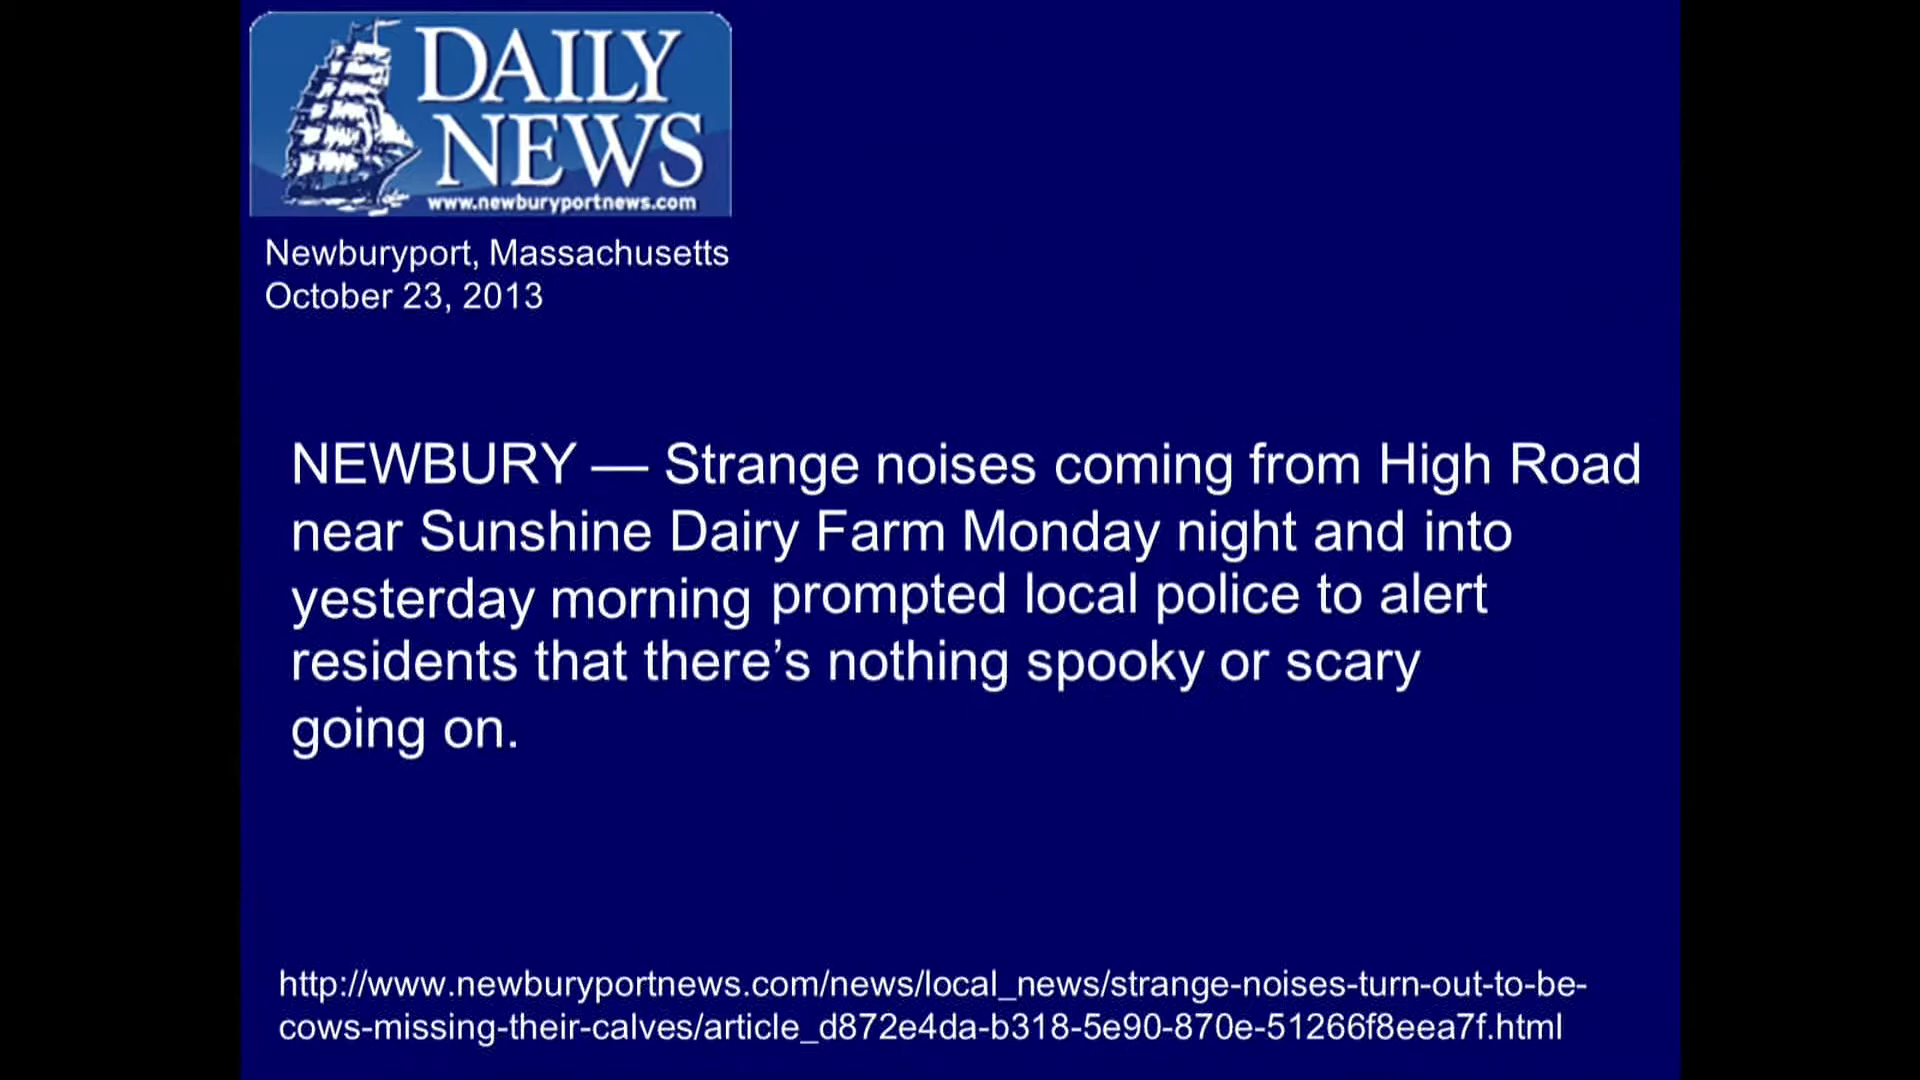 DAILY
NEWS
www.newburyportnews.com
Newburyport, Massachusetts
October 23, 2013
NEWBURY — Strange noises coming from High Road
near Sunshine Dairy Farm Monday night and into
yesterday morning prompted local police to alert
residents that there’s nothing spooky or scary
going on.
http://www.newburyportnews.com/news/local_news/strange-noises-turn-out-to-be-
cows-missing-their-calves/article_d872e4da-b318-5e90-870e-51266f8eea7f.html